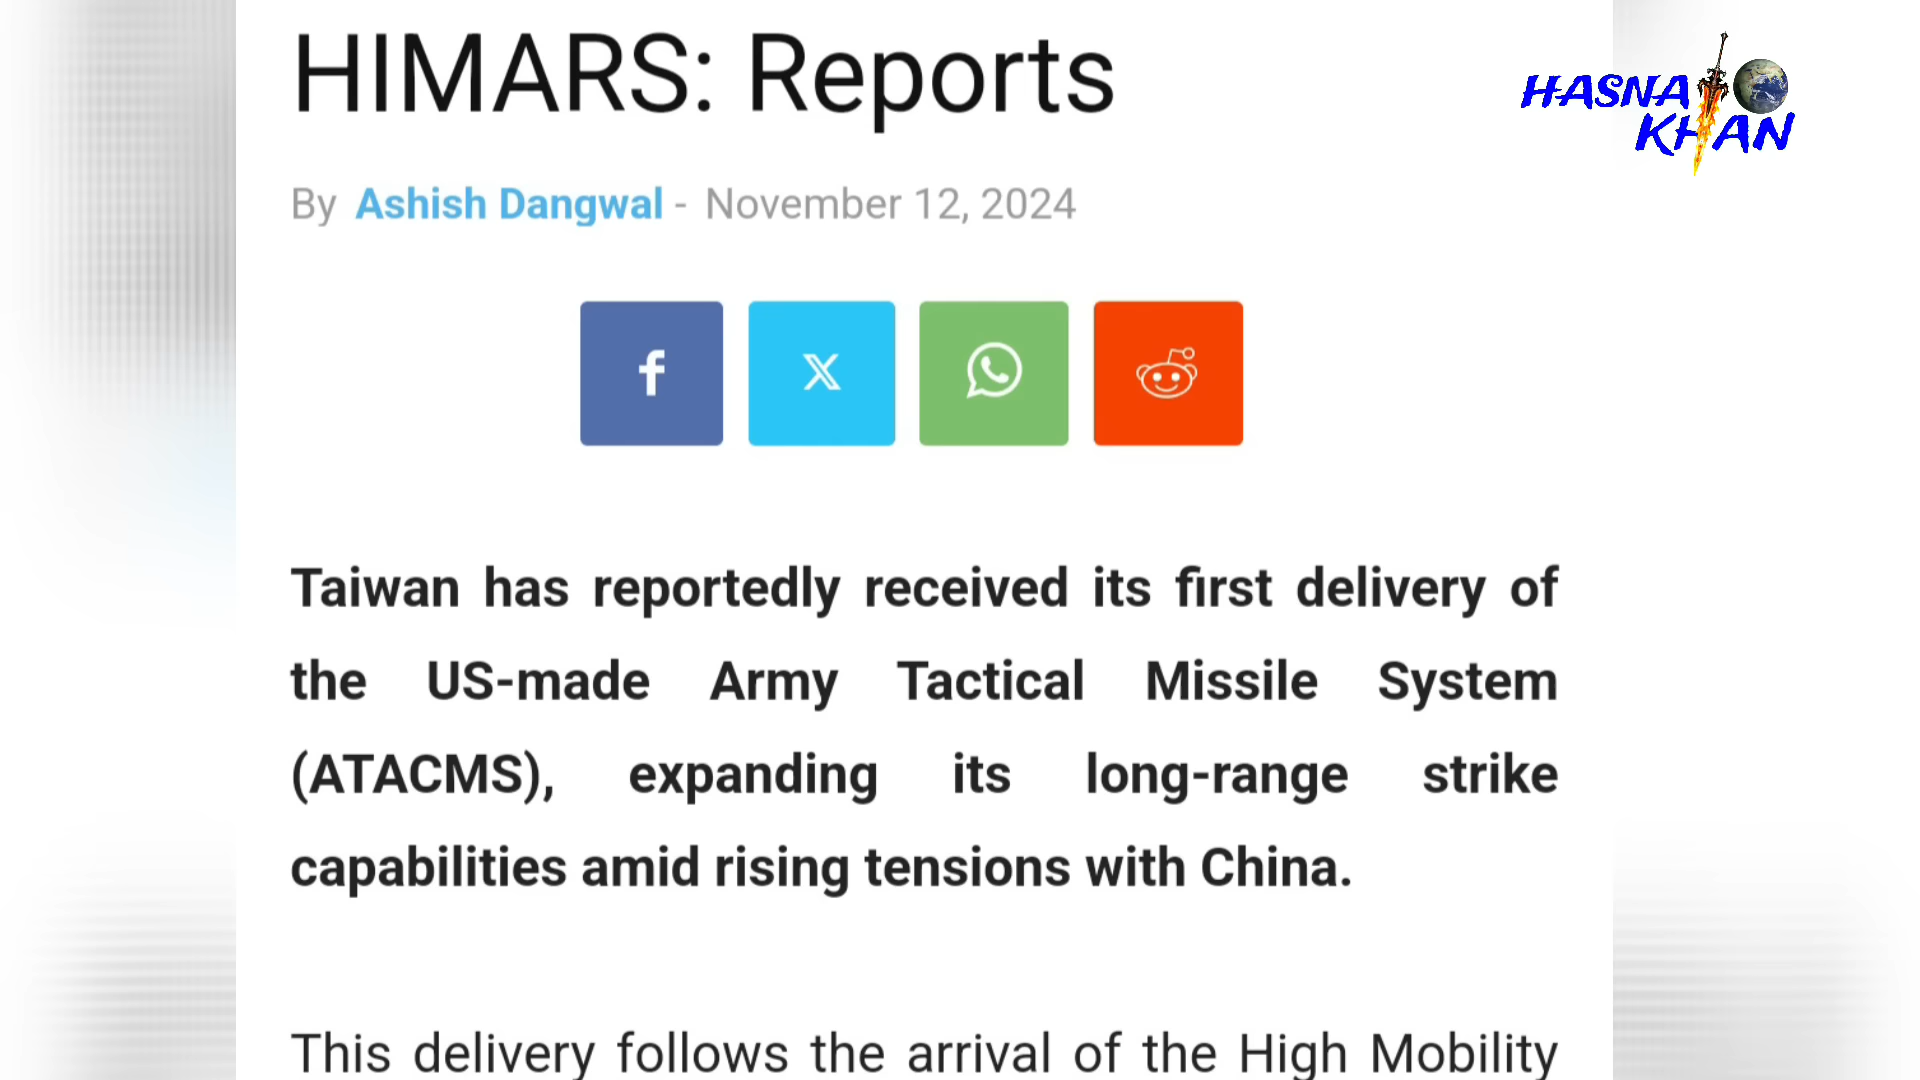 HIMARS: Reports
HASNA
KHAN
By Ashish Dangwal - November 12, 2024
f X
Taiwan has reportedly received its first delivery of
the US-made Army Tactical Missile System
(ATACMS), expanding its long-range strike
capabilities amid rising tensions with China.
This delivery follows the arrival of the High Mobility